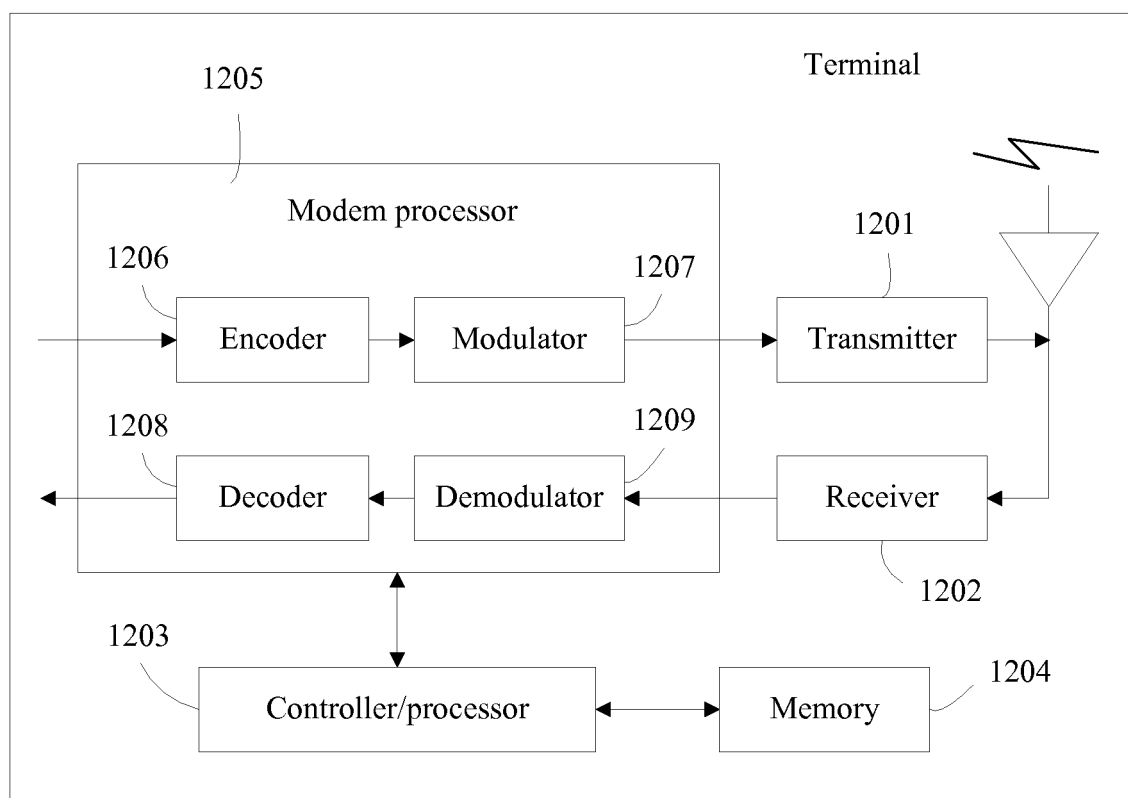 Terminal
1205
Modem processor
1201
1206
1207
Encoder
Modulator
Transmitter
1208
1209
Decoder
Demodulator
Receiver
1202
1203
1204
Controller/processor
Memory